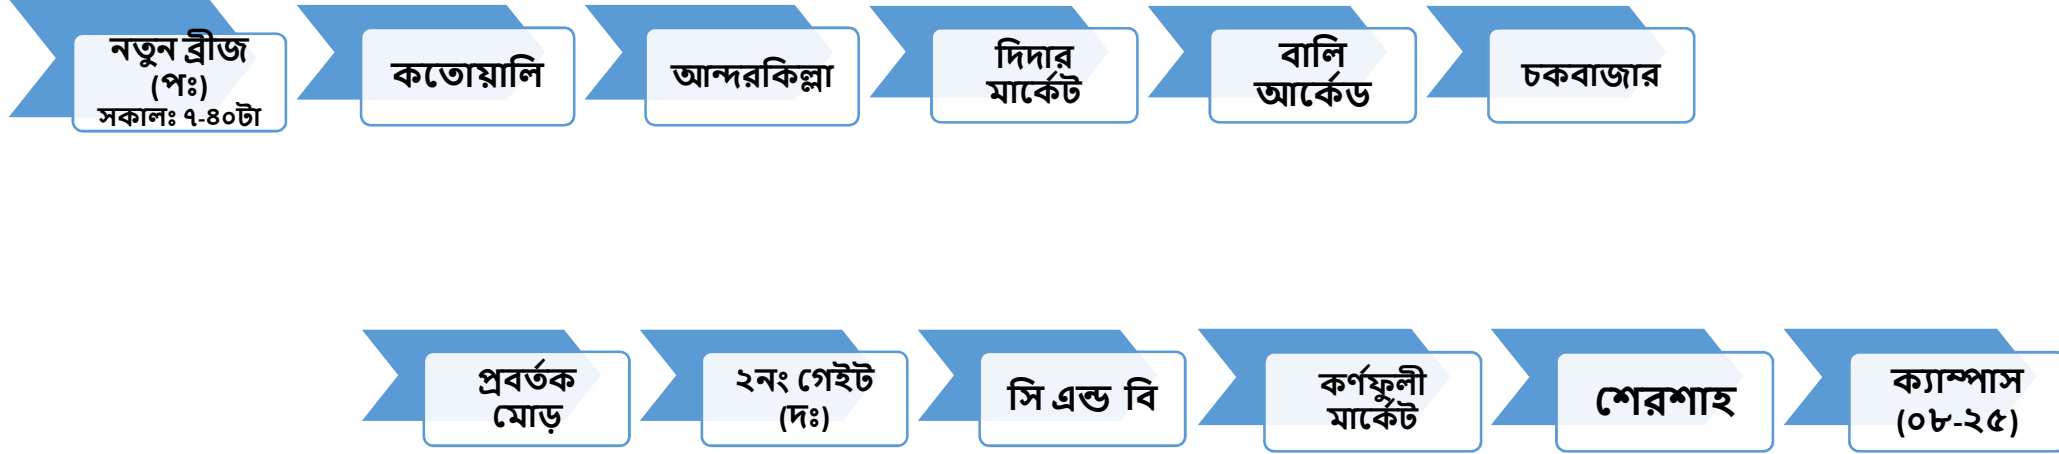 নতুন ব্রীজ
(পঃ)
সকালঃ ৭-৪০টা
কতোয়ালি
আন্দরকিল্লা
দিদার
মার্কেট
বালি
আর্কেড
চকবাজার
প্রবর্তক
মোড়
২নং গেইট
(দঃ)
সি এন্ড বি
কর্ণফুলী
মার্কেট
শেরশাহ
ক্যাম্পাস
(০৮-২৫)